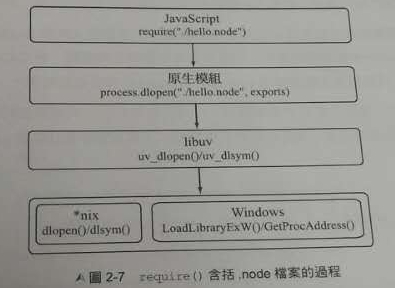 JavaScript
require("./hello.node")
原生模組
process.dlopen("./hello.node", exports)
libuv
uv_dlopen()/uv_dlsym()
*nix
dlopen()/dlsym()
Windows
LoadLibraryExW()/GetProcAddress()
圖 2-7 require() 含括 .node 檔案的過程